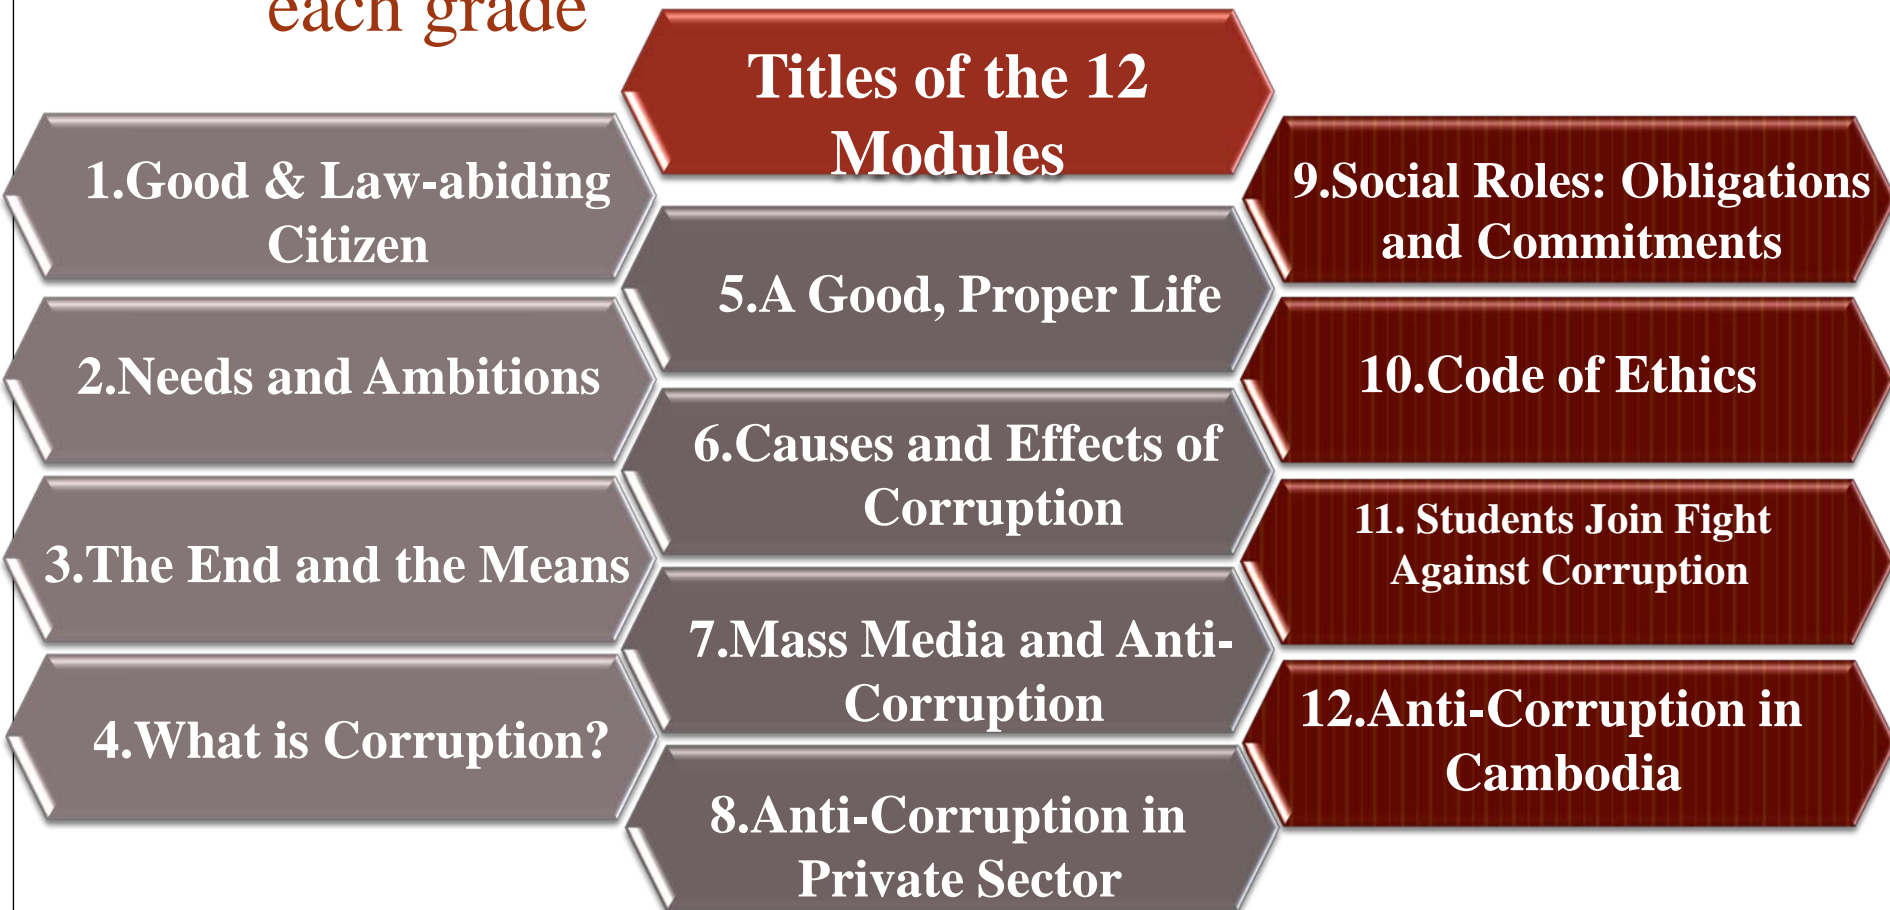 each grade
Titles of the 12
Modules
1.Good & Law-abiding
Citizen
2.Needs and Ambitions
3.The End and the Means
4.What is Corruption?
5.A Good, Proper Life
6.Causes and Effects of
Corruption
7.Mass Media and Anti-
Corruption
8.Anti-Corruption in
Private Sector
9.Social Roles: Obligations
and Commitments
10.Code of Ethics
11. Students Join Fight
Against Corruption
12.Anti-Corruption in
Cambodia